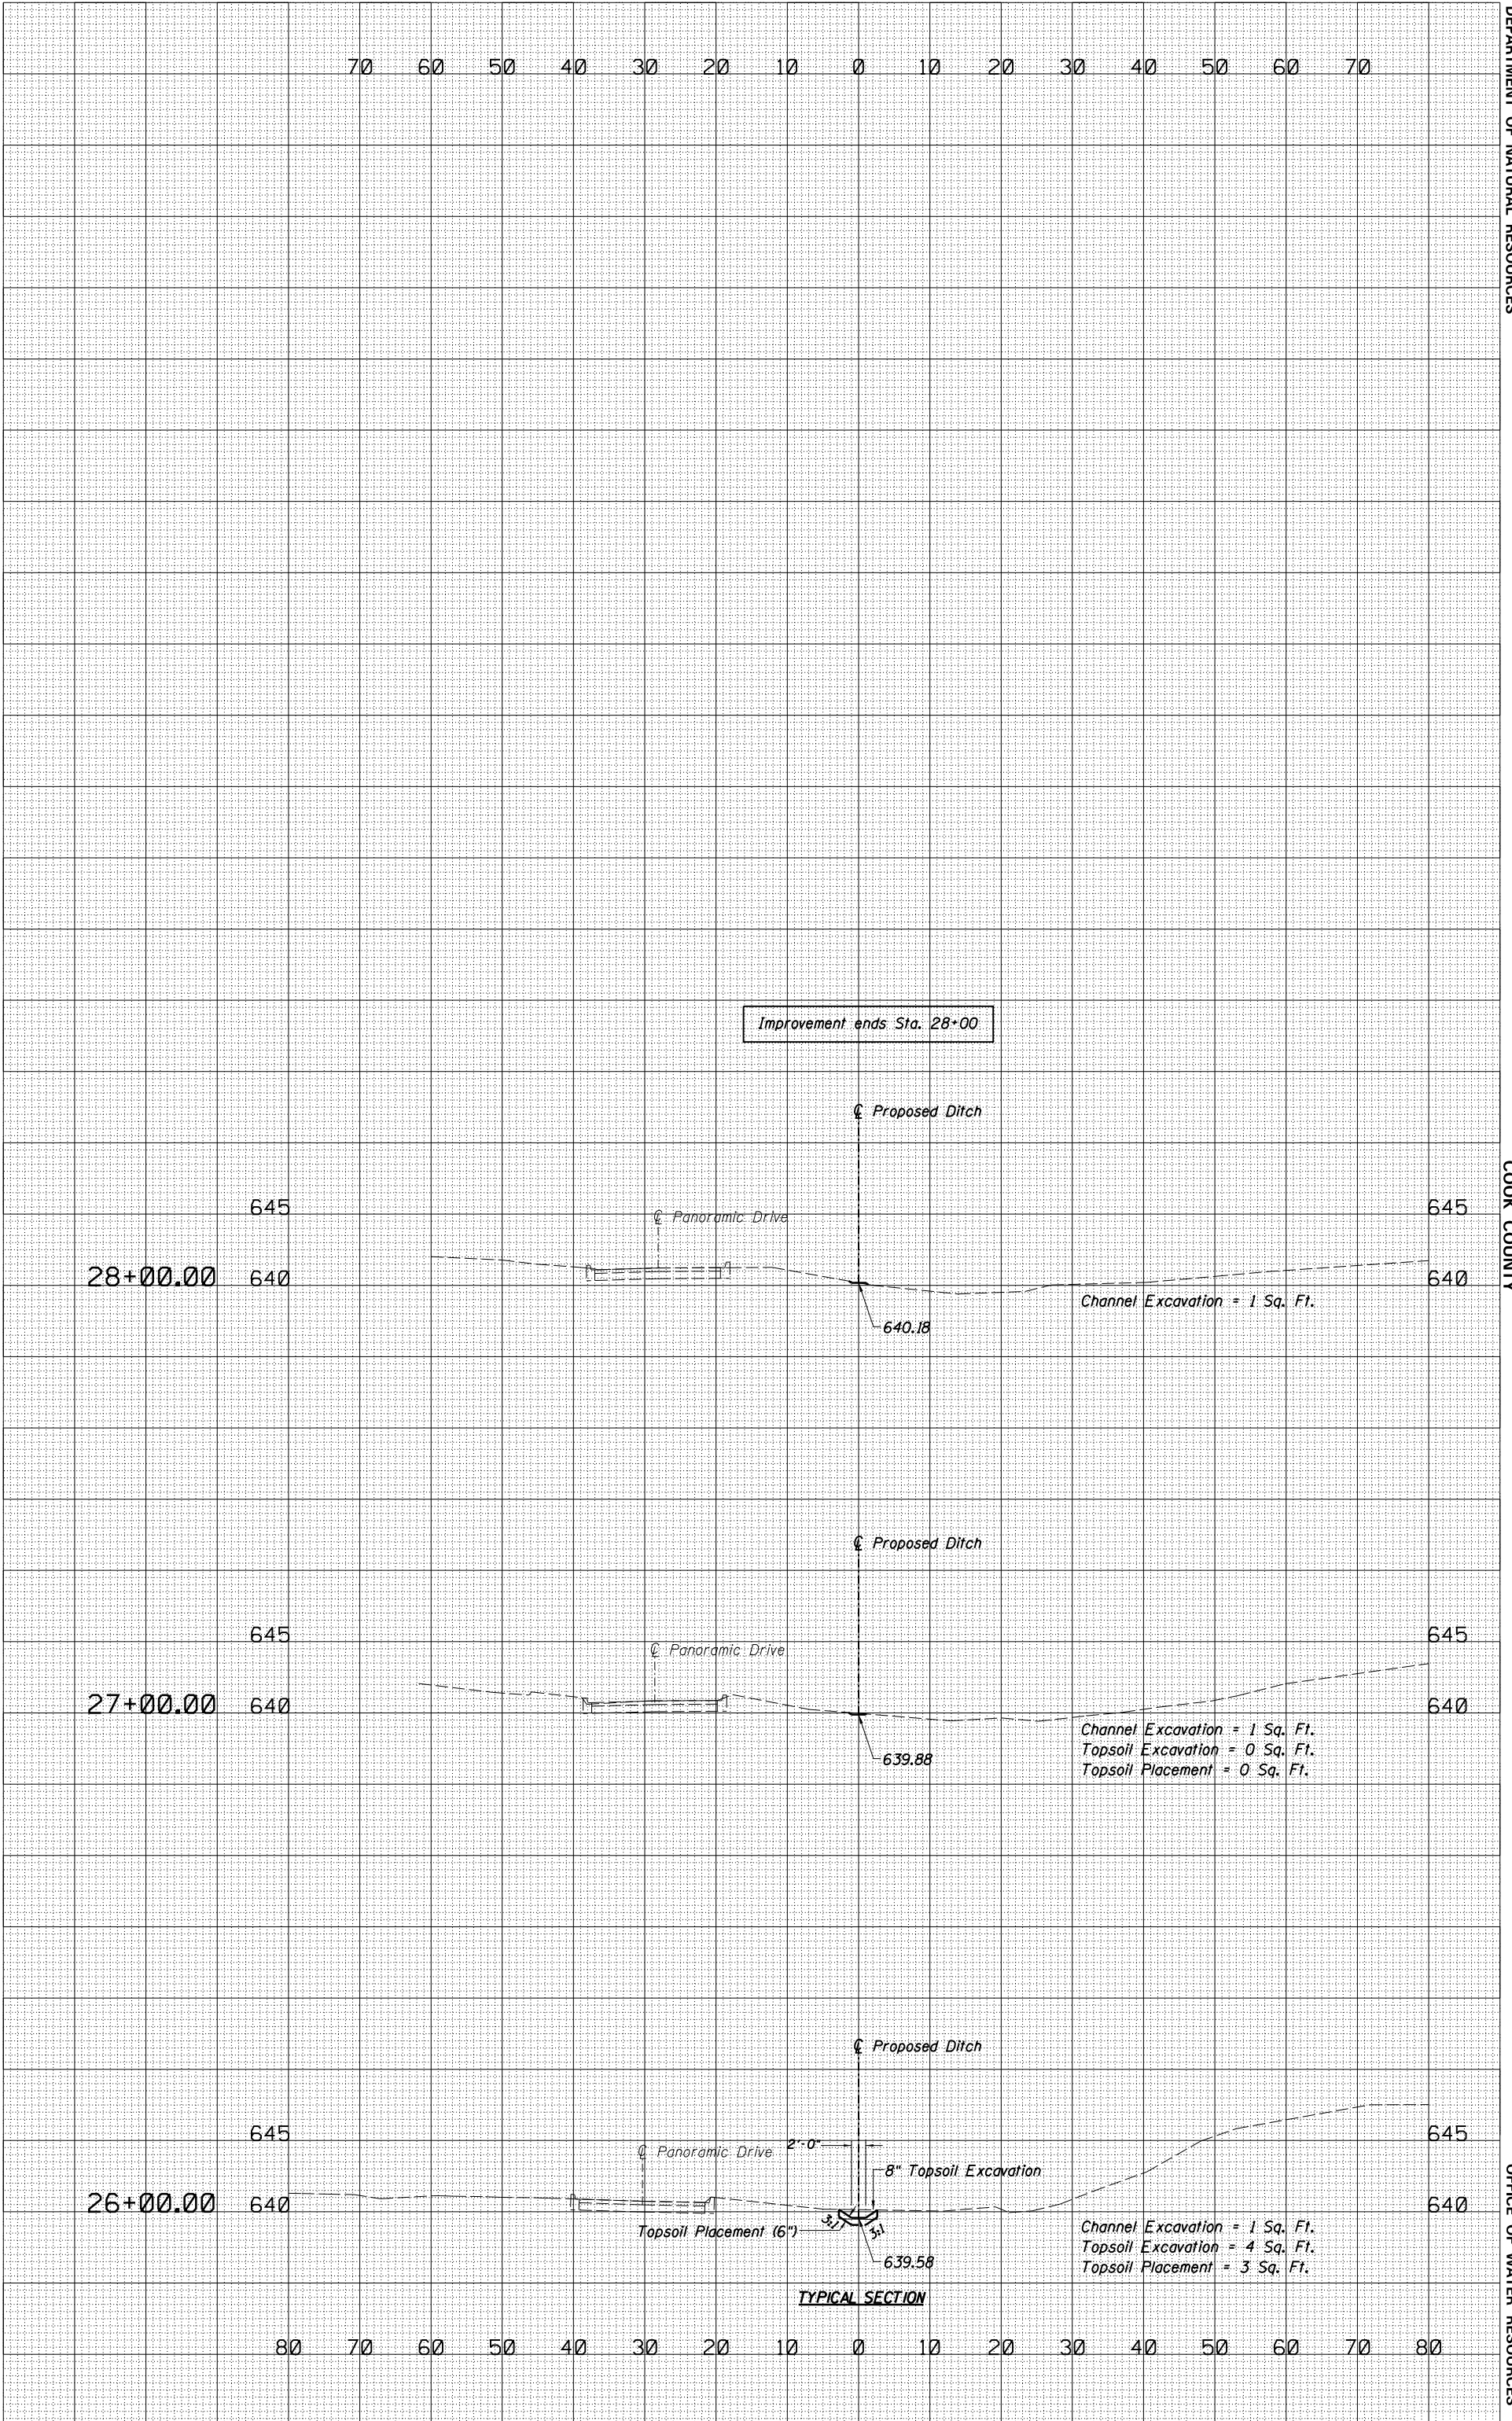 DEPARTMENT OF NATURAL RESOURCES
70 60 50 40 30 20 10 0 10 20 30 40 50 60 70
Improvement ends Sta. 28+00
℄ Proposed Ditch
COOK COUNTY
645 645
℄ Panoramic Drive
28+00.00 640 640
Channel Excavation = 1 Sq. Ft.
640.18
℄ Proposed Ditch
645 645
℄ Panoramic Drive
27+00.00 640 640
Channel Excavation = 1 Sq. Ft.
Topsoil Excavation = 0 Sq. Ft.
Topsoil Placement = 0 Sq. Ft.
639.88
℄ Proposed Ditch
645 645
2'-0"
℄ Panoramic Drive
8" Topsoil Excavation
26+00.00 640 640
3:1 3:1
Topsoil Placement (6")
Channel Excavation = 1 Sq. Ft.
Topsoil Excavation = 4 Sq. Ft.
Topsoil Placement = 3 Sq. Ft.
639.58
TYPICAL SECTION
80 70 60 50 40 30 20 10 0 10 20 30 40 50 60 70 80
OFFICE OF WATER RESOURCES